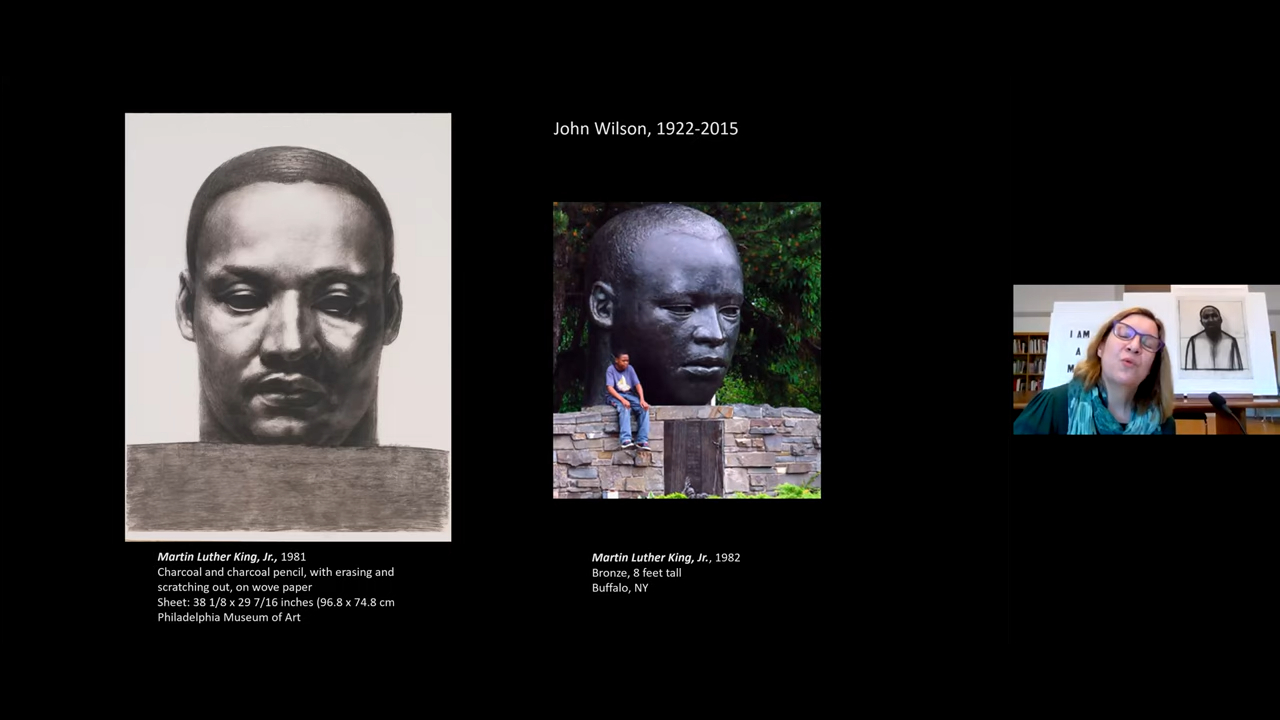 John Wilson, 1922-2015
Martin Luther King, Jr., 1981
Charcoal and charcoal pencil, with erasing and
scratching out, on wove paper
Sheet: 38 1/8 x 29 7/16 inches (96.8 x 74.8 cm
Philadelphia Museum of Art
Martin Luther King, Jr., 1982
Bronze, 8 feet tall
Buffalo, NY
I AM
A